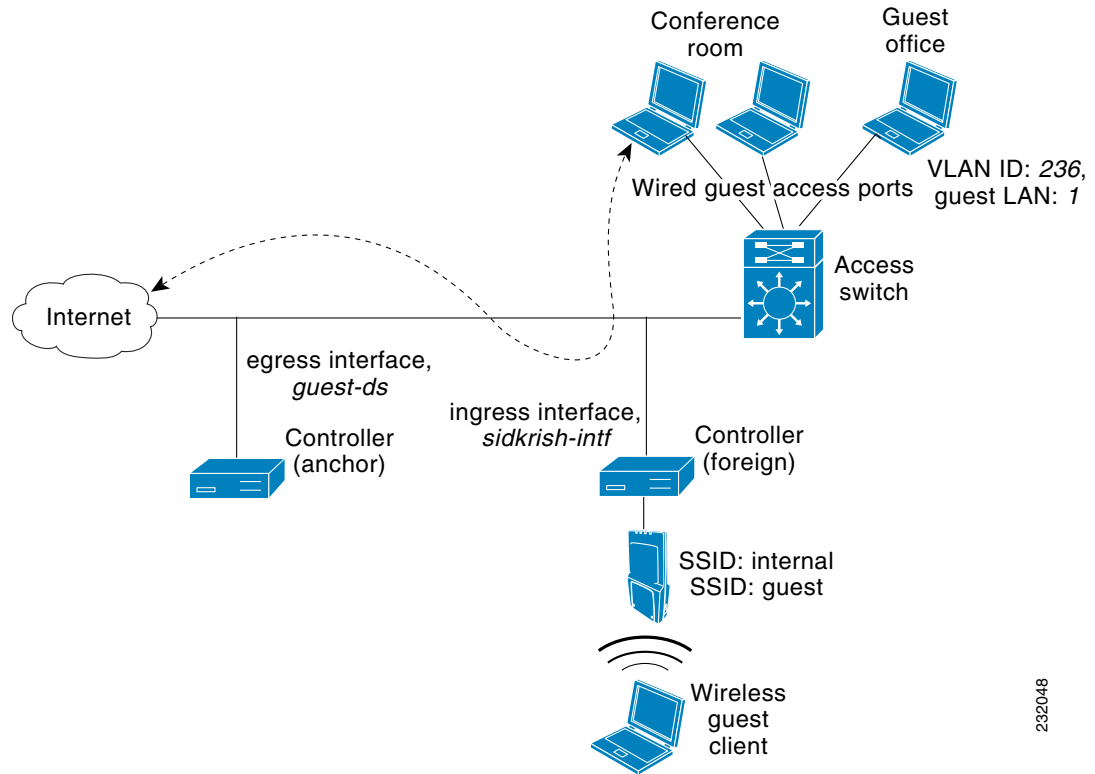 Conference
room
Guest
office
VLAN ID: 236,
guest LAN: 1
Wired guest access ports
Access
switch
Internet
egress interface,
guest-ds
ingress interface,
sidkrish-intf
Controller
(anchor)
Controller
(foreign)
SSID: internal
SSID: guest
Wireless
guest
client
232048